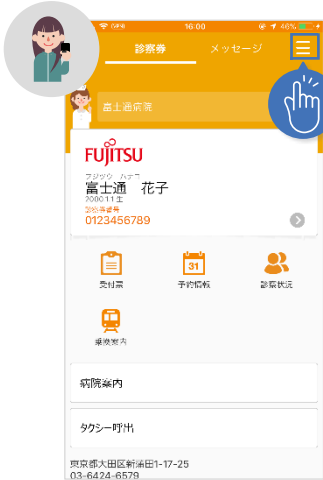 16:00
46%
診察券 メッセージ
富士通病院
FUJITSU
フジツウ ハナコ
富士通 花子
2000.1.1 生
診察券番号
0123456789
受付票 予約情報 診察状況
31
乗換案内
病院案内
タクシー呼出
東京都大田区新蒲田1-17-25
03-6424-6579